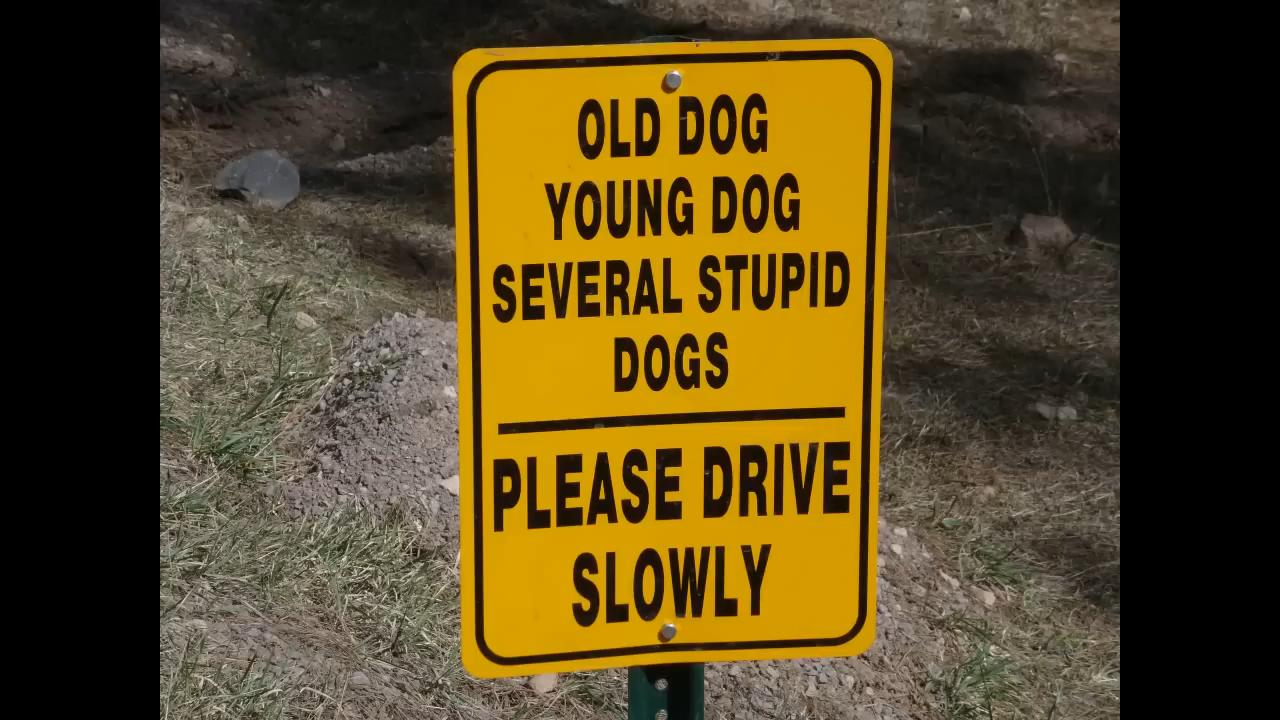 OLD DOG
YOUNG DOG
SEVERAL STUPID
DOGS
PLEASE DRIVE
SLOWLY